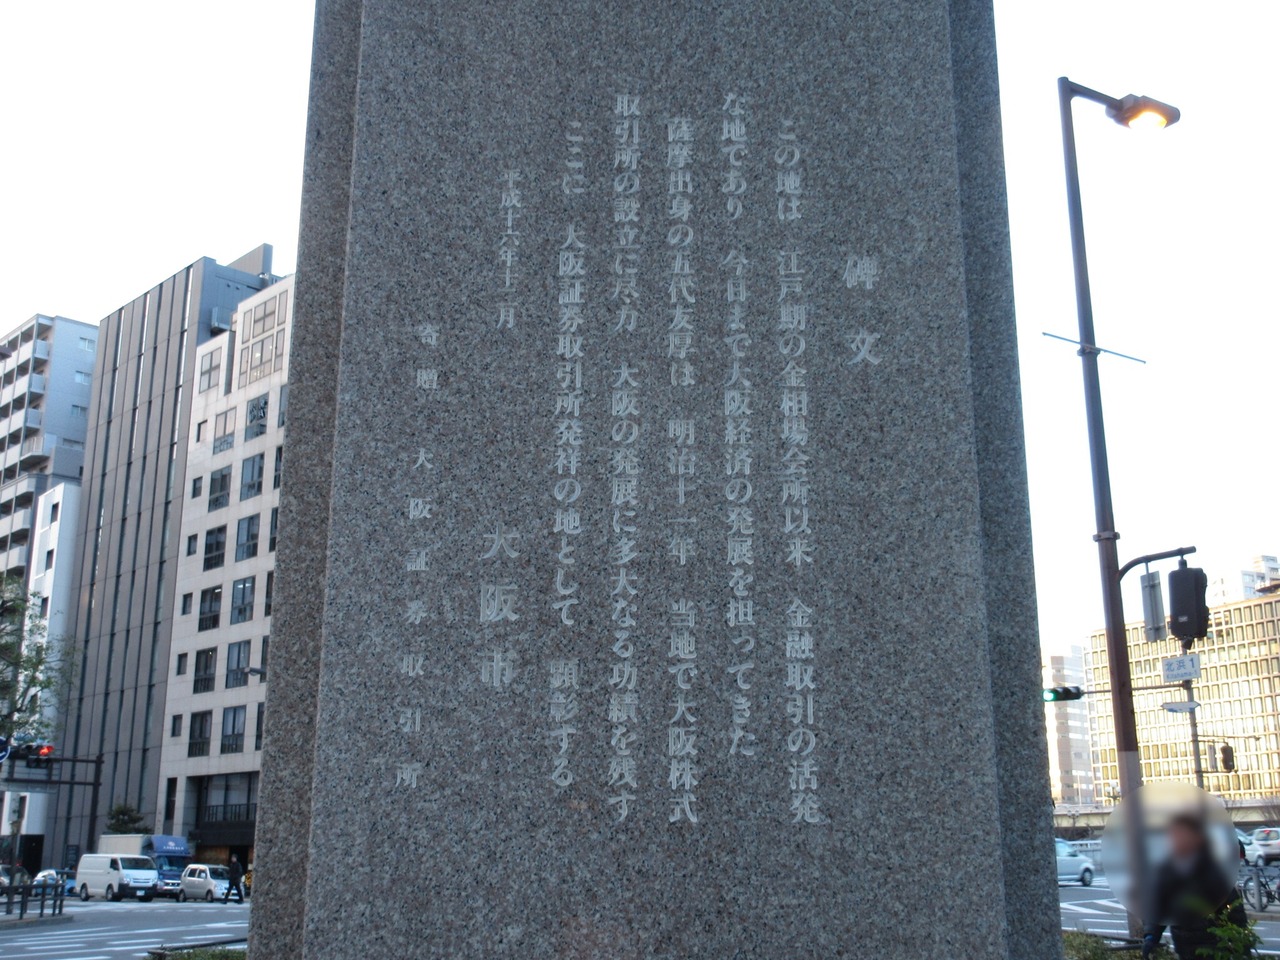 碑文
この地は 江戸期の金相場会所以来 金融取引の活発
な地であり 今日まで大阪経済の発展を担ってきた
薩摩出身の五代友厚は 明治十一年 当地で大阪株式
取引所の設立に尽力 大阪の発展に多大なる功績を残す
ここに 大阪証券取引所発祥の地として 顕彰する
平成十六年十二月
大阪市
寄贈 大阪証券取引所
北浜1